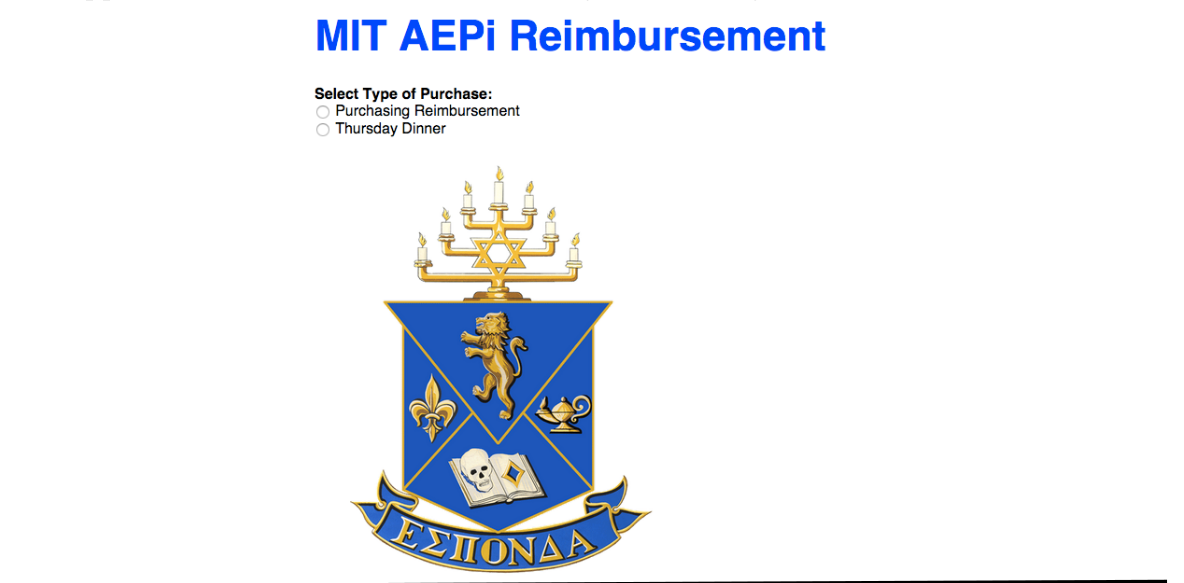 MIT AEPi Reimbursement
Select Type of Purchase:
Purchasing Reimbursement
Thursday Dinner
ΕΣΠΟΝΔΑ